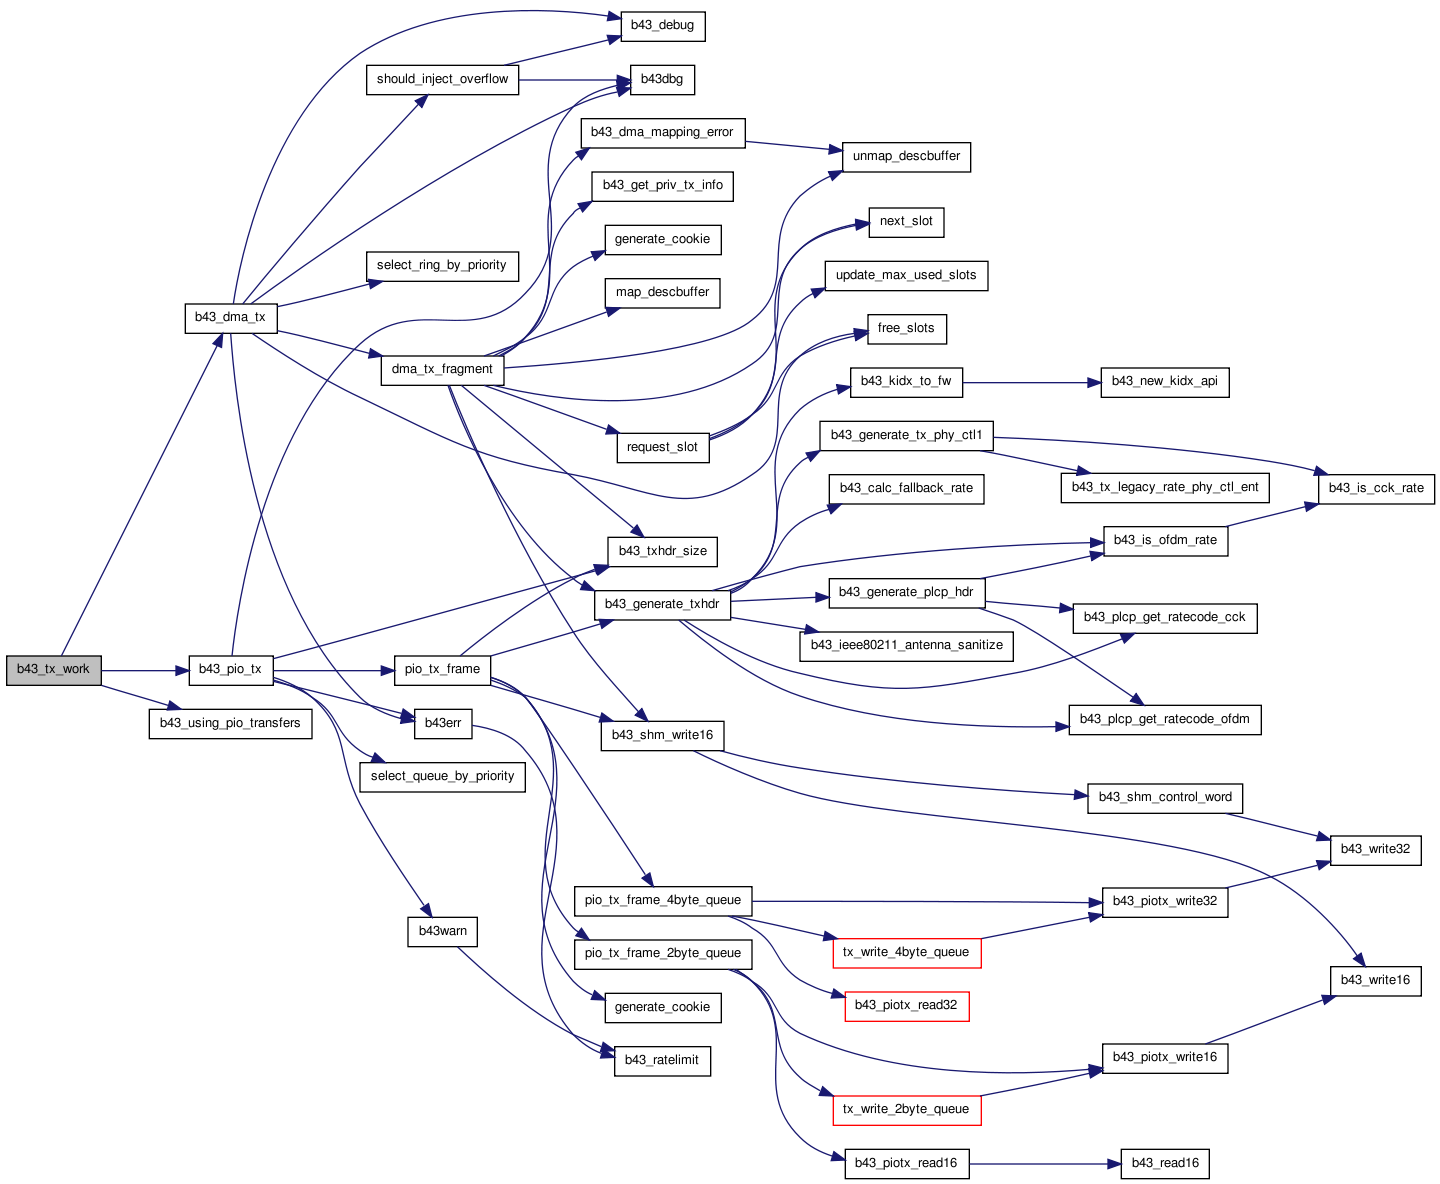 b43_debug
should_inject_overflow
b43dbg
b43_dma_mapping_error
unmap_descbuffer
b43_get_priv_tx_info
next_slot
generate_cookie
select_ring_by_priority
update_max_used_slots
map_descbuffer
b43_dma_tx
free_slots
dma_tx_fragment
b43_kidx_to_fw
b43_new_kidx_api
request_slot
b43_generate_tx_phy_ctl1
b43_calc_fallback_rate
b43_tx_legacy_rate_phy_ctl_ent
b43_is_cck_rate
b43_txhdr_size
b43_is_ofdm_rate
b43_generate_txhdr
b43_generate_plcp_hdr
b43_plcp_get_ratecode_cck
b43_ieee80211_antenna_sanitize
b43_tx_work
b43_pio_tx
pio_tx_frame
b43_using_pio_transfers
b43err
b43_shm_write16
b43_plcp_get_ratecode_ofdm
select_queue_by_priority
b43_shm_control_word
b43_write32
pio_tx_frame_4byte_queue
b43_piotx_write32
b43warn
pio_tx_frame_2byte_queue
tx_write_4byte_queue
b43_write16
generate_cookie
b43_piotx_read32
b43_ratelimit
b43_piotx_write16
tx_write_2byte_queue
b43_piotx_read16
b43_read16